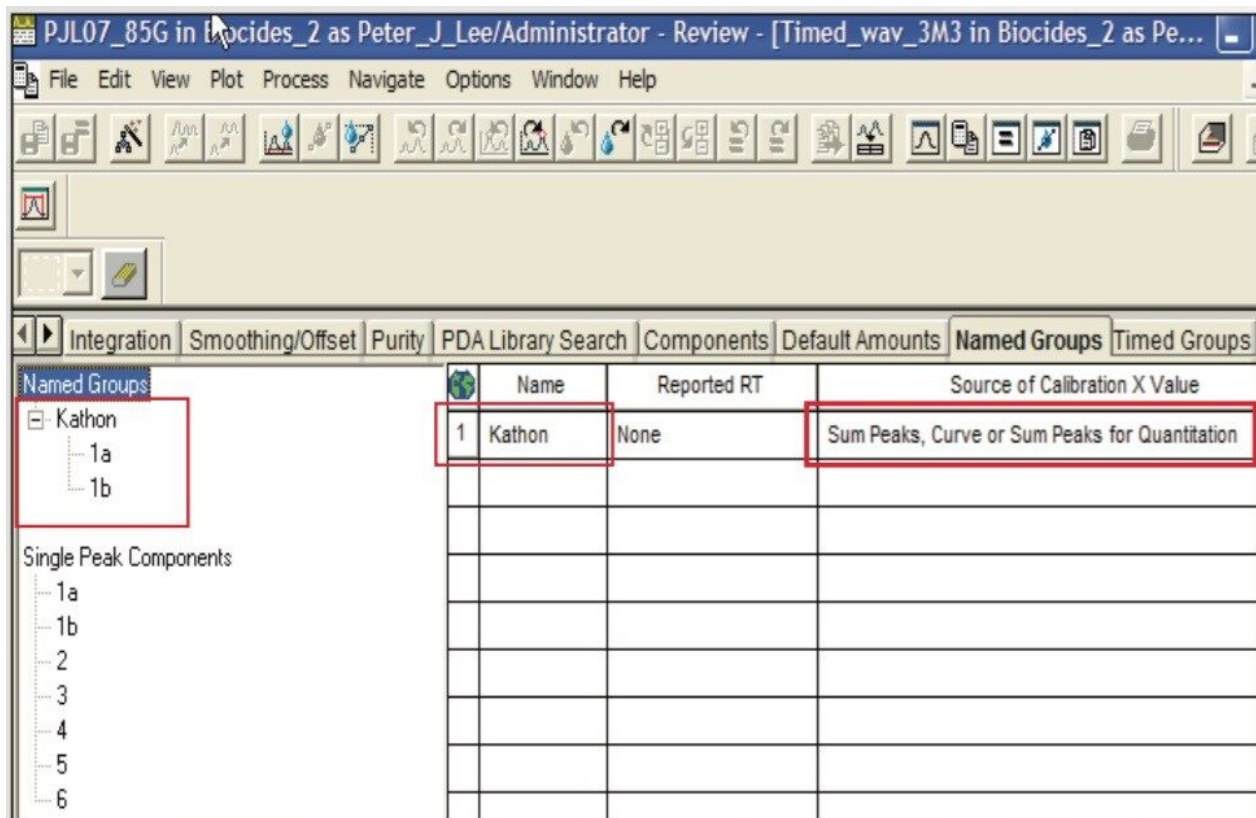 PJL07_85G in Biocides_2 as Peter_J_Lee/Administrator - Review - [Timed_wav_3M3 in Biocides_2 as Pe...
File Edit View Plot Process Navigate Options Window Help
Integration Smoothing/Offset Purity PDA Library Search Components Default Amounts Named Groups Timed Groups
Named Groups
Kathon
1a
1b
Single Peak Components
1a
1b
2
3
4
5
6
Name Reported RT Source of Calibration X Value
1 Kathon None Sum Peaks, Curve or Sum Peaks for Quantitation